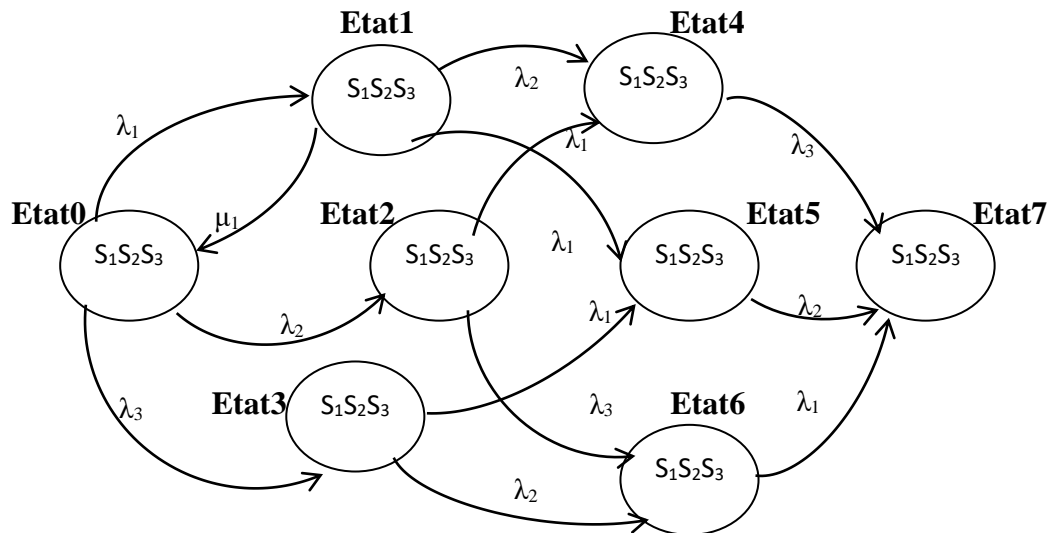 Etat1
Etat4
S₁S₂S₃
S₁S₂S₃
λ₂
λ₁
λ₁
λ₃
Etat0
μ₁
Etat2
Etat5
Etat7
S₁S₂S₃
S₁S₂S₃
λ₁
S₁S₂S₃
S₁S₂S₃
λ₂
λ₁
λ₂
λ₃
Etat3
S₁S₂S₃
λ₃
Etat6
λ₁
S₁S₂S₃
λ₂